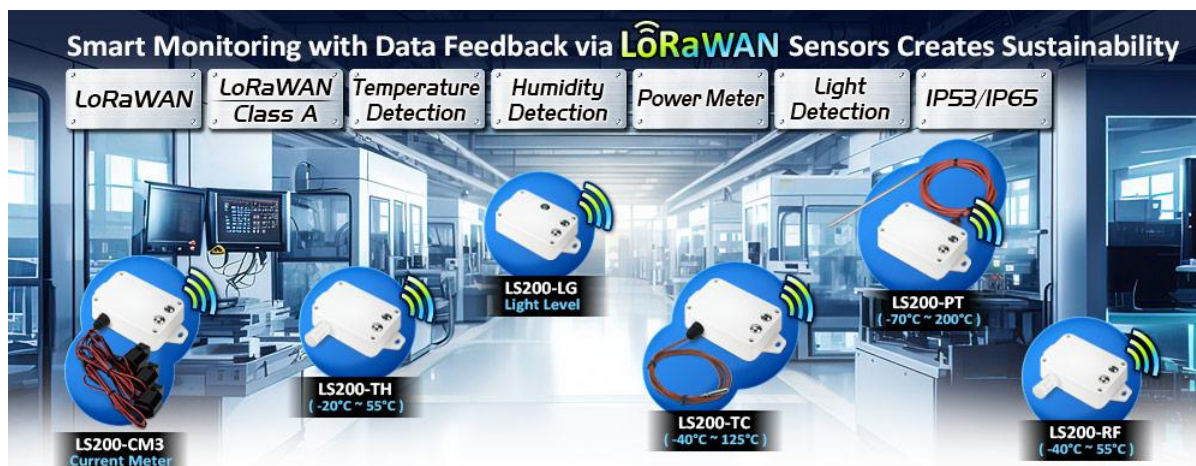 Smart Monitoring with Data Feedback via LoRaWAN Sensors Creates Sustainability
LoRaWAN
LoRaWAN
Class A
Temperature
Detection
Humidity
Detection
Power Meter
Light
Detection
IP53/IP65
LS200-LG
Light Level
LS200-PT
( -70°C ~ 200°C )
LS200-TH
( -20°C ~ 55°C )
LS200-TC
( -40°C ~ 125°C )
LS200-CM3
Current Meter
LS200-RF
( -40°C ~ 55°C )